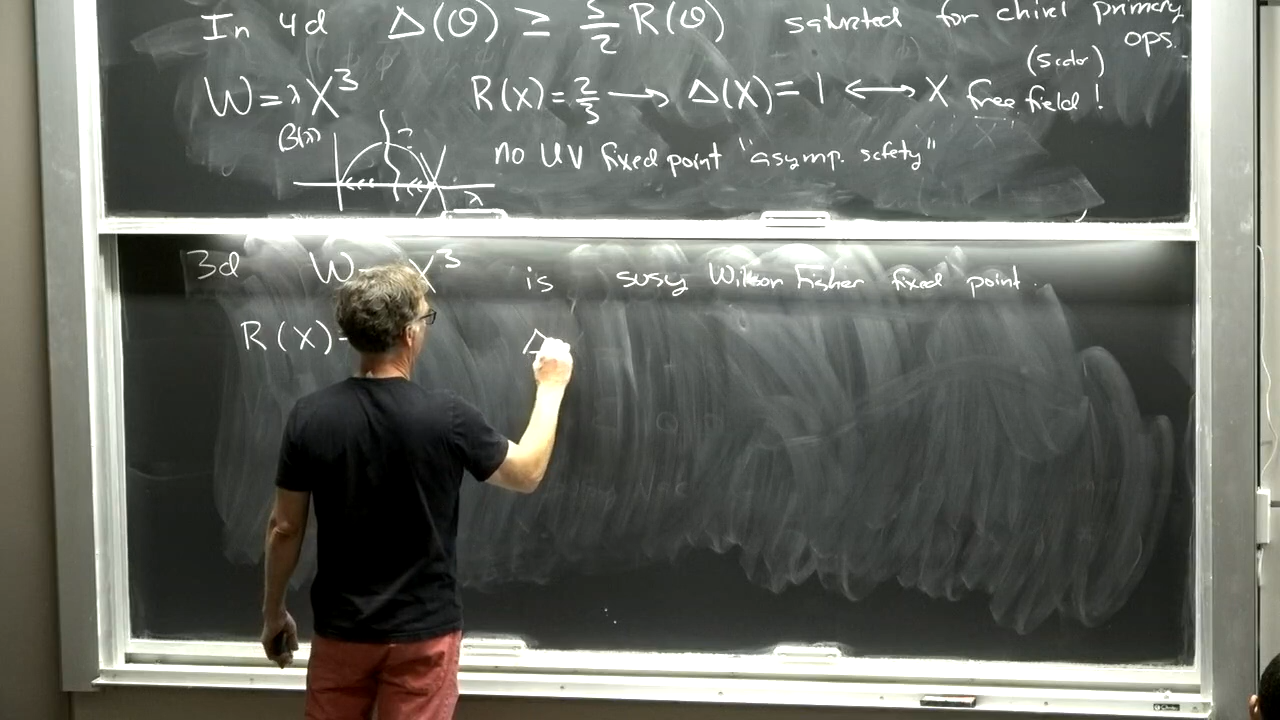 In 4d Δ(O) ≥ 3/2 R(O) saturated for chiral primary
ops.
(scalar)
W = λX³ R(X) = 2/3 → Δ(X) = 1 ↔ X free field!
β(λ)
no UV fixed point "asymp. safety"
λ
3d W = X³ is susy Wilson Fisher fixed point.
R(X) = Δ